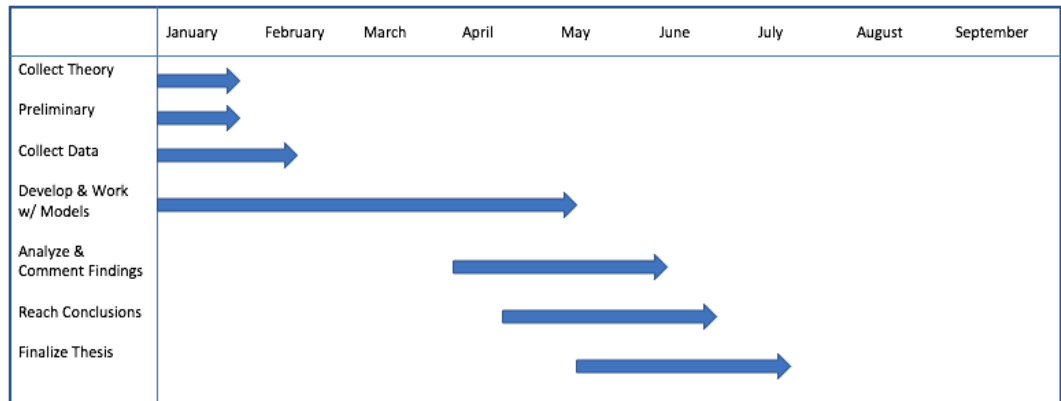 January February March April May June July August September
Collect Theory
Preliminary
Collect Data
Develop & Work
w/ Models
Analyze &
Comment Findings
Reach Conclusions
Finalize Thesis